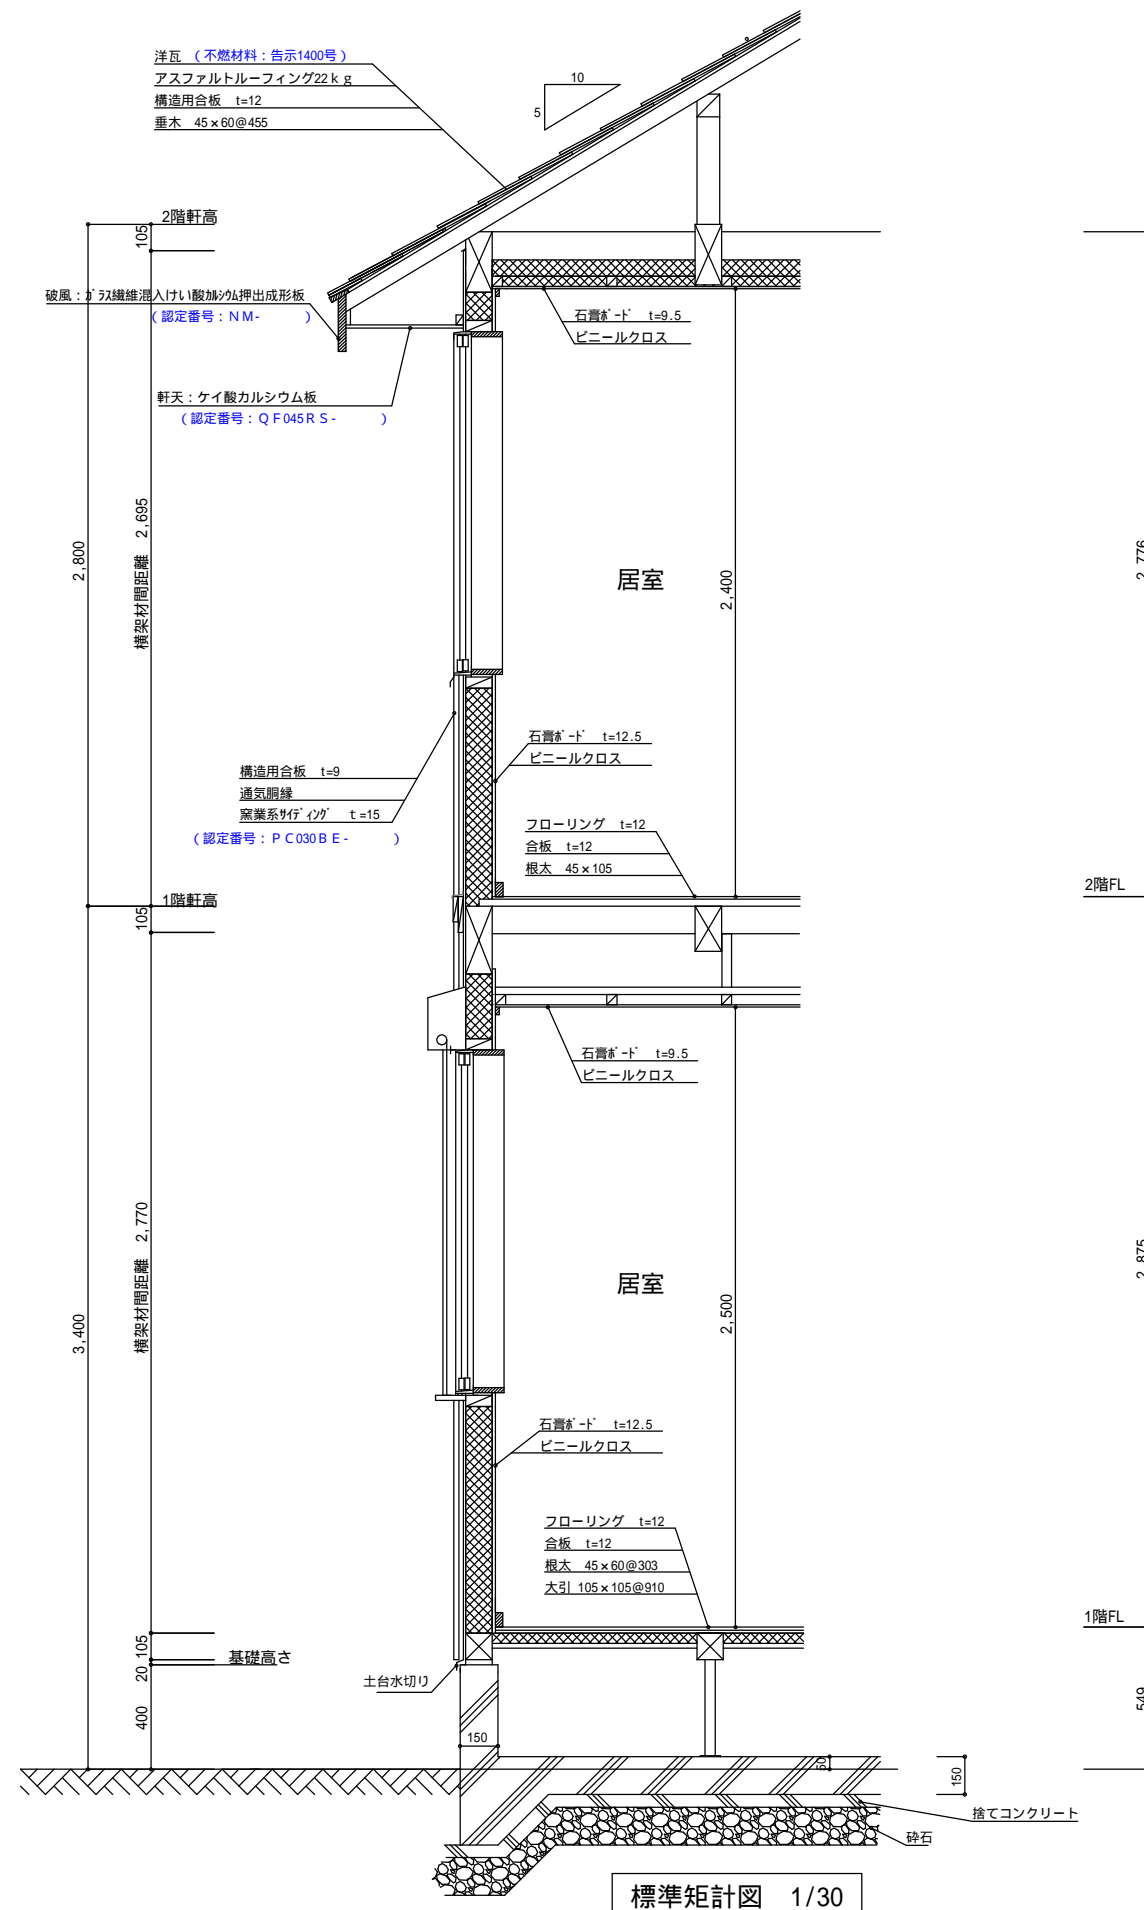 洋瓦 （不燃材料：告示1400号）
アスファルトルーフィング22ｋｇ
構造用合板 t=12
垂木 45×60@455
10
5
2階軒高
105
破風：ｶﾞﾗｽ繊維混入けい酸ｶﾙｼｳﾑ押出成形板
（認定番号：ＮＭ- ）
石膏ﾎﾞｰﾄﾞ t=9.5
ビニールクロス
軒天：ケイ酸カルシウム板
（認定番号：ＱＦ045ＲＳ- ）
2,800
横架材間距離 2,695
居室
2,400
2,776
石膏ﾎﾞｰﾄﾞ t=12.5
ビニールクロス
構造用合板 t=9
通気胴縁
窯業系ｻｲﾃﾞｨﾝｸﾞ ｔ=15
（認定番号：ＰＣ030ＢＥ- ）
フローリング t=12
合板 t=12
根太 45×105
2階FL
1階軒高
105
石膏ﾎﾞｰﾄﾞ t=9.5
ビニールクロス
3,400
横架材間距離 2,770
居室
2,500
2,875
石膏ﾎﾞｰﾄﾞ t=12.5
ビニールクロス
フローリング t=12
合板 t=12
根太 45×60@303
大引 105×105@910
1階FL
105
20
基礎高さ
土台水切り
400
150
549
50
150
捨てコンクリート
砕石
標準矩計図 1/30